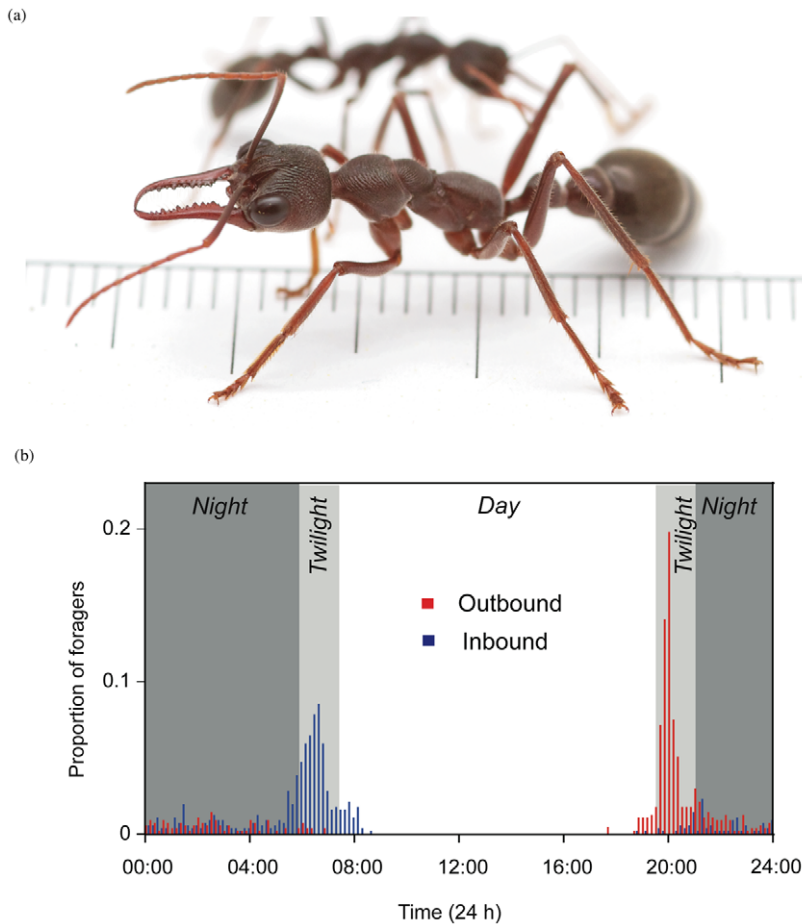 (a)
(b)
Night
Twilight
Day
Twilight
Night
0.2
0.1
0
Proportion of foragers
Outbound
Inbound
00:00 04:00 08:00 12:00 16:00 20:00 24:00
Time (24 h)